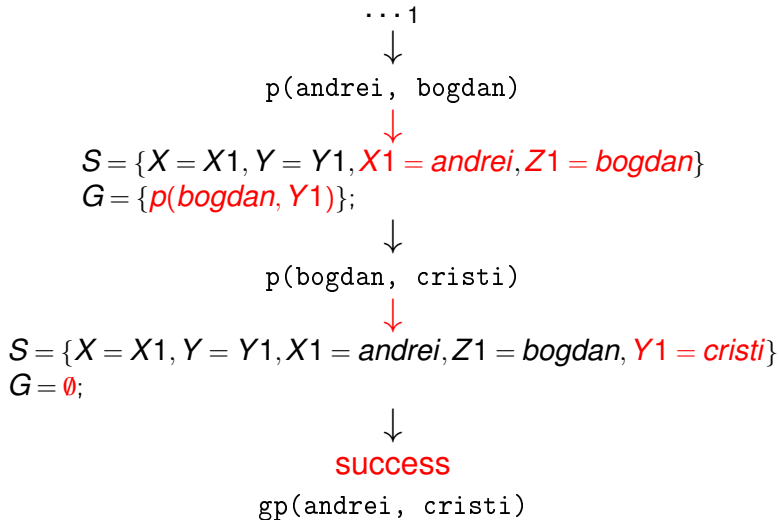 ⋯ 1
↓
p(andrei, bogdan)
↓
S = {X = X1, Y = Y1, X1 = andrei, Z1 = bogdan}
G = {p(bogdan, Y1)};
↓
p(bogdan, cristi)
↓
S = {X = X1, Y = Y1, X1 = andrei, Z1 = bogdan, Y1 = cristi}
G = ∅;
↓
success
gp(andrei, cristi)